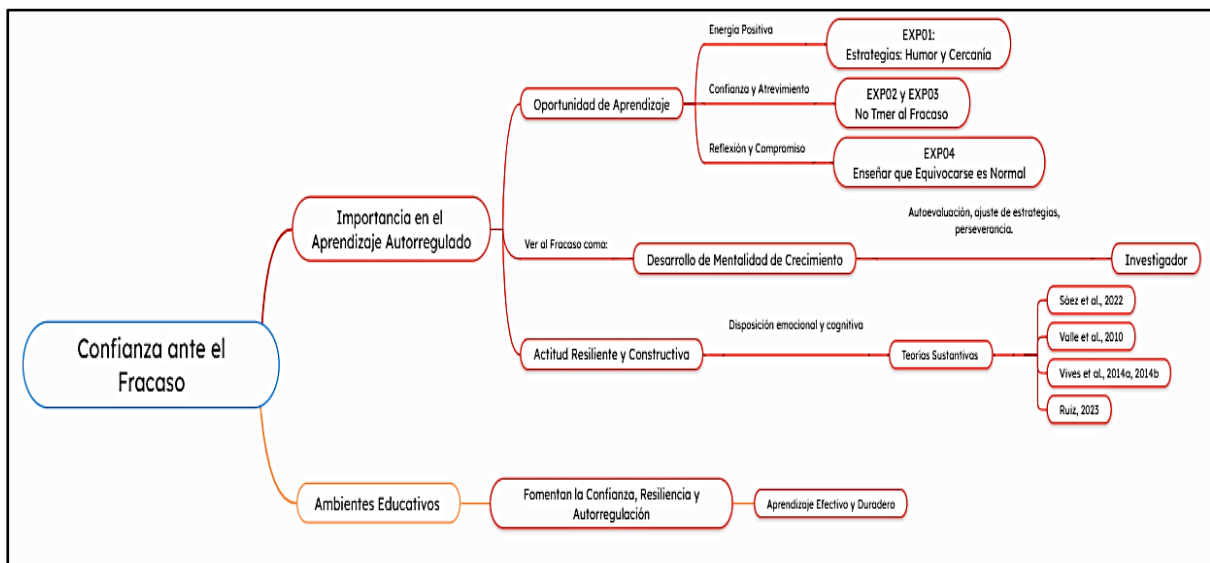 Energía Positiva
EXP01:
Estrategias: Humor y Cercanía
Oportunidad de Aprendizaje
Confianza y Atrevimiento
EXP02 y EXP03
No Tmer al Fracaso
Reflexión y Compromiso
EXP04
Enseñar que Equivocarse es Normal
Importancia en el
Aprendizaje Autorregulado
Ver al Fracaso como:
Desarrollo de Mentalidad de Crecimiento
Autoevaluación, ajuste de estrategias,
perseverancia.
Investigador
Actitud Resiliente y Constructiva
Disposición emocional y cognitiva
Teorías Sustantivas
Sáez et al., 2022
Valle et al., 2010
Vives et al., 2014a, 2014b
Ruiz, 2023
Confianza ante el
Fracaso
Ambientes Educativos
Fomentan la Confianza, Resiliencia y
Autorregulación
Aprendizaje Efectivo y Duradero